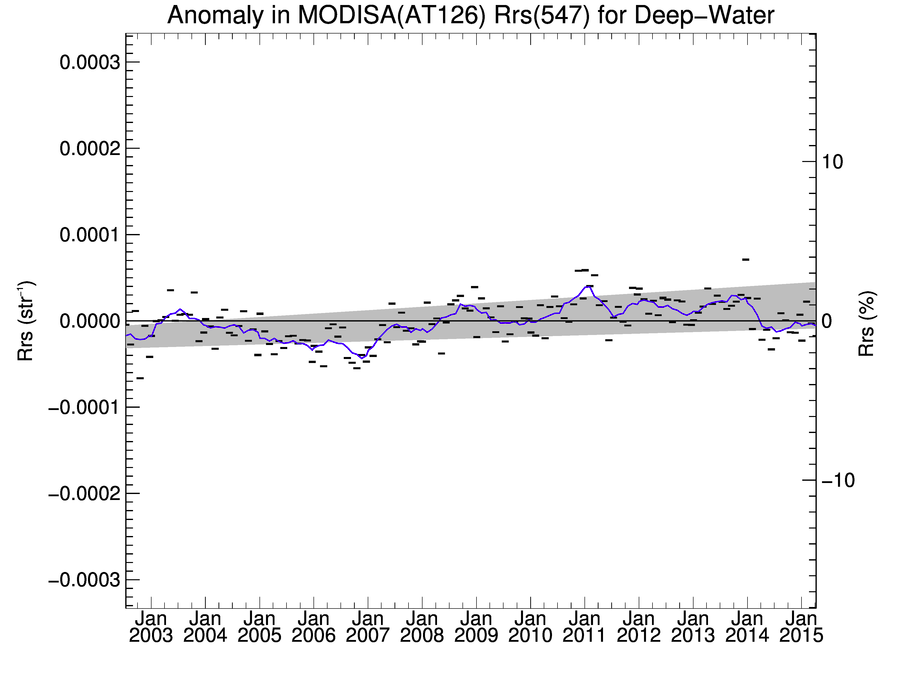 Anomaly in MODISA(AT126) Rrs(547) for Deep−Water
0.0003
0.0002
0.0001
0.0000
−0.0001
−0.0002
−0.0003
Rrs (str⁻¹)
10
0
−10
Rrs (%)
Jan Jan Jan Jan Jan Jan Jan Jan Jan Jan Jan Jan Jan
2003 2004 2005 2006 2007 2008 2009 2010 2011 2012 2013 2014 2015